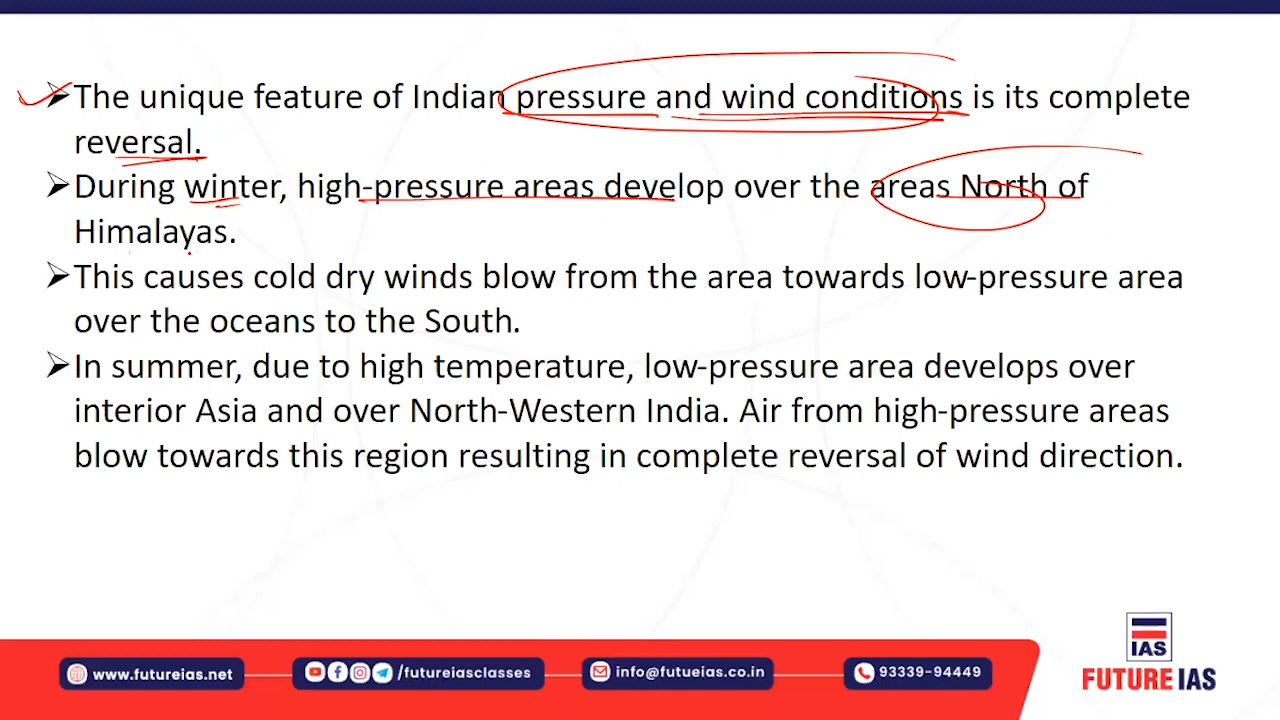 The unique feature of Indian pressure and wind conditions is its complete
reversal.
During winter, high-pressure areas develop over the areas North of
Himalayas.
This causes cold dry winds blow from the area towards low-pressure area
over the oceans to the South.
In summer, due to high temperature, low-pressure area develops over
interior Asia and over North-Western India. Air from high-pressure areas
blow towards this region resulting in complete reversal of wind direction.
IAS
www.futureias.net
/futureiasclasses
info@futueias.co.in
93339-94449
FUTURE IAS